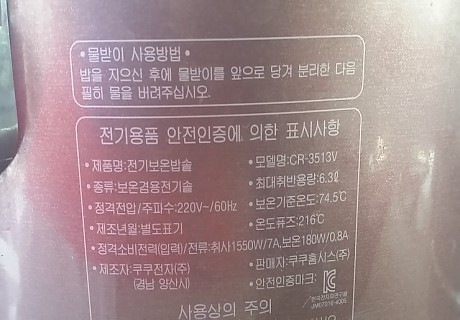 • 물받이 사용방법 •
밥을 지으신 후에 물받이를 앞으로 당겨 분리한 다음
필히 물을 버려주십시오.
전기용품 안전인증에 의한 표시사항
• 제품명:전기보온밥솥
• 모델명:CR-3513V
• 종류:보온겸용전기솥
• 최대취반용량:6.3ℓ
• 정격전압/주파수:220V~/60Hz
• 보온기준온도:74.5℃
• 제조년월:별도표기
• 온도퓨즈:216℃
• 정격소비전력(입력)/전류:취사1550W/7A,보온180W/0.8A
• 제조자:쿠쿠전자(주)
(경남 양산시)
• 판매자:쿠쿠홈시스(주)
• 안전인증마크:
사용상의 주의